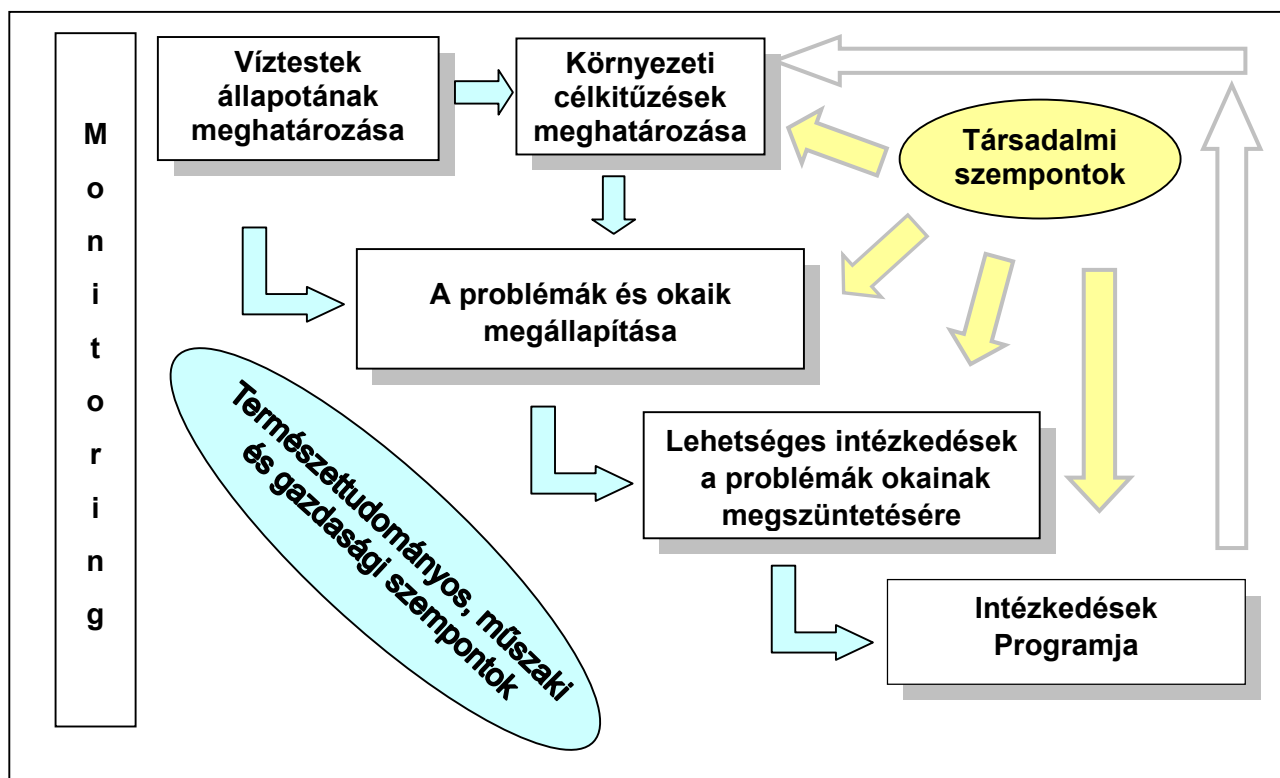 Monitoring
Víztestek
állapotának
meghatározása
Környezeti
célkitűzések
meghatározása
Társadalmi
szempontok
A problémák és okaik
megállapítása
Természettudományos, műszaki
és gazdasági szempontok
Lehetséges intézkedések
a problémák okainak
megszüntetésére
Intézkedések
Programja